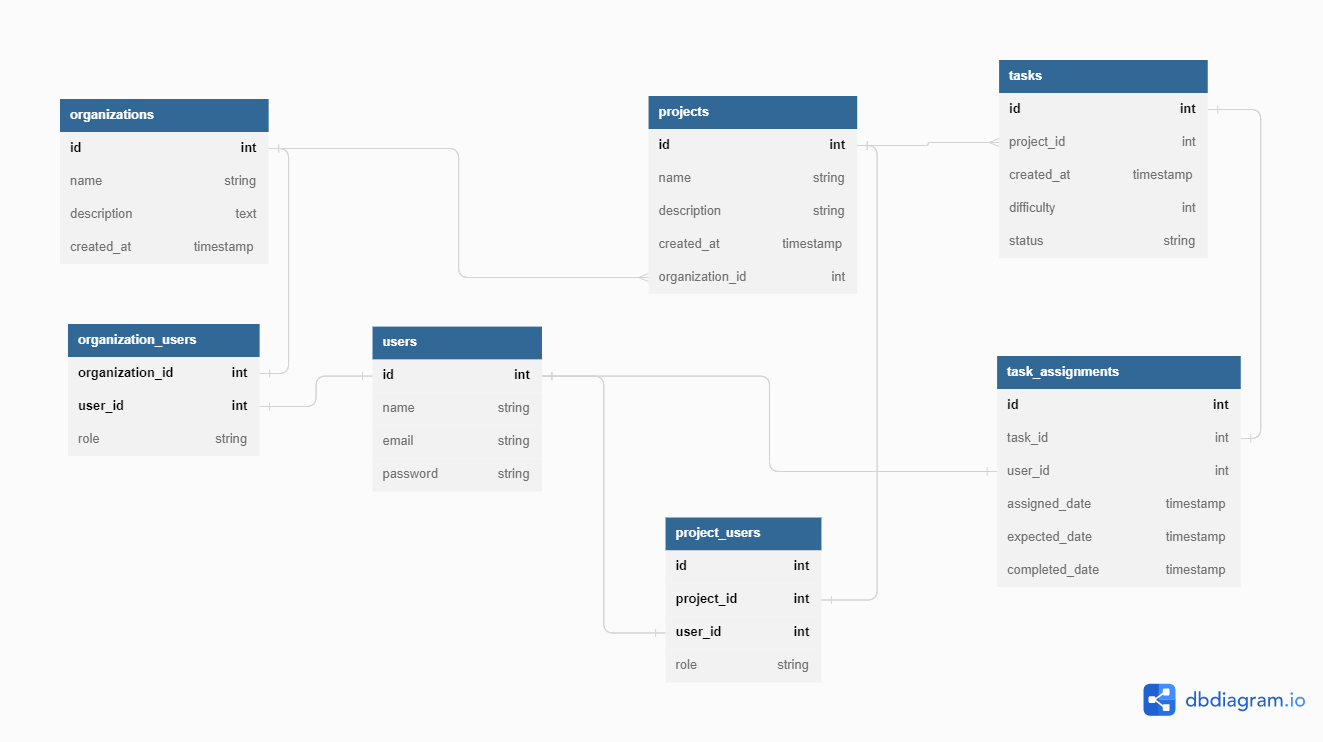 organizations
id int
name string
description text
created_at timestamp
projects
id int
name string
description string
created_at timestamp
organization_id int
tasks
id int
project_id int
created_at timestamp
difficulty int
status string
organization_users
organization_id int
user_id int
role string
users
id int
name string
email string
password string
task_assignments
id int
task_id int
user_id int
assigned_date timestamp
expected_date timestamp
completed_date timestamp
project_users
id int
project_id int
user_id int
role string
dbdiagram.io